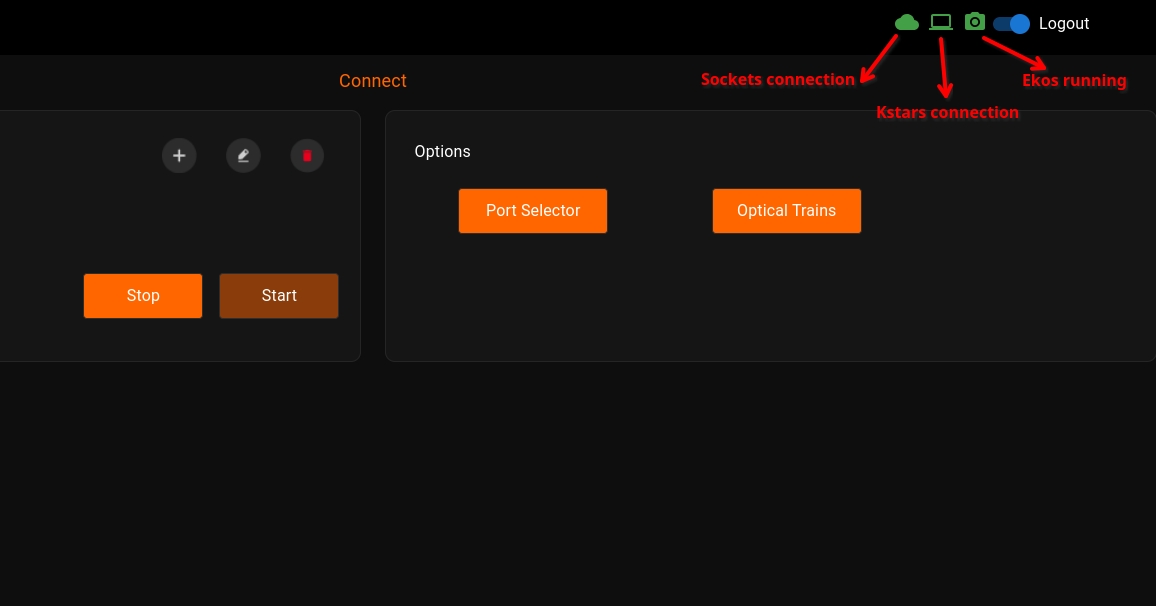 Logout
Connect
Sockets connection
Ekos running
Kstars connection
Options
Port Selector
Optical Trains
Stop
Start